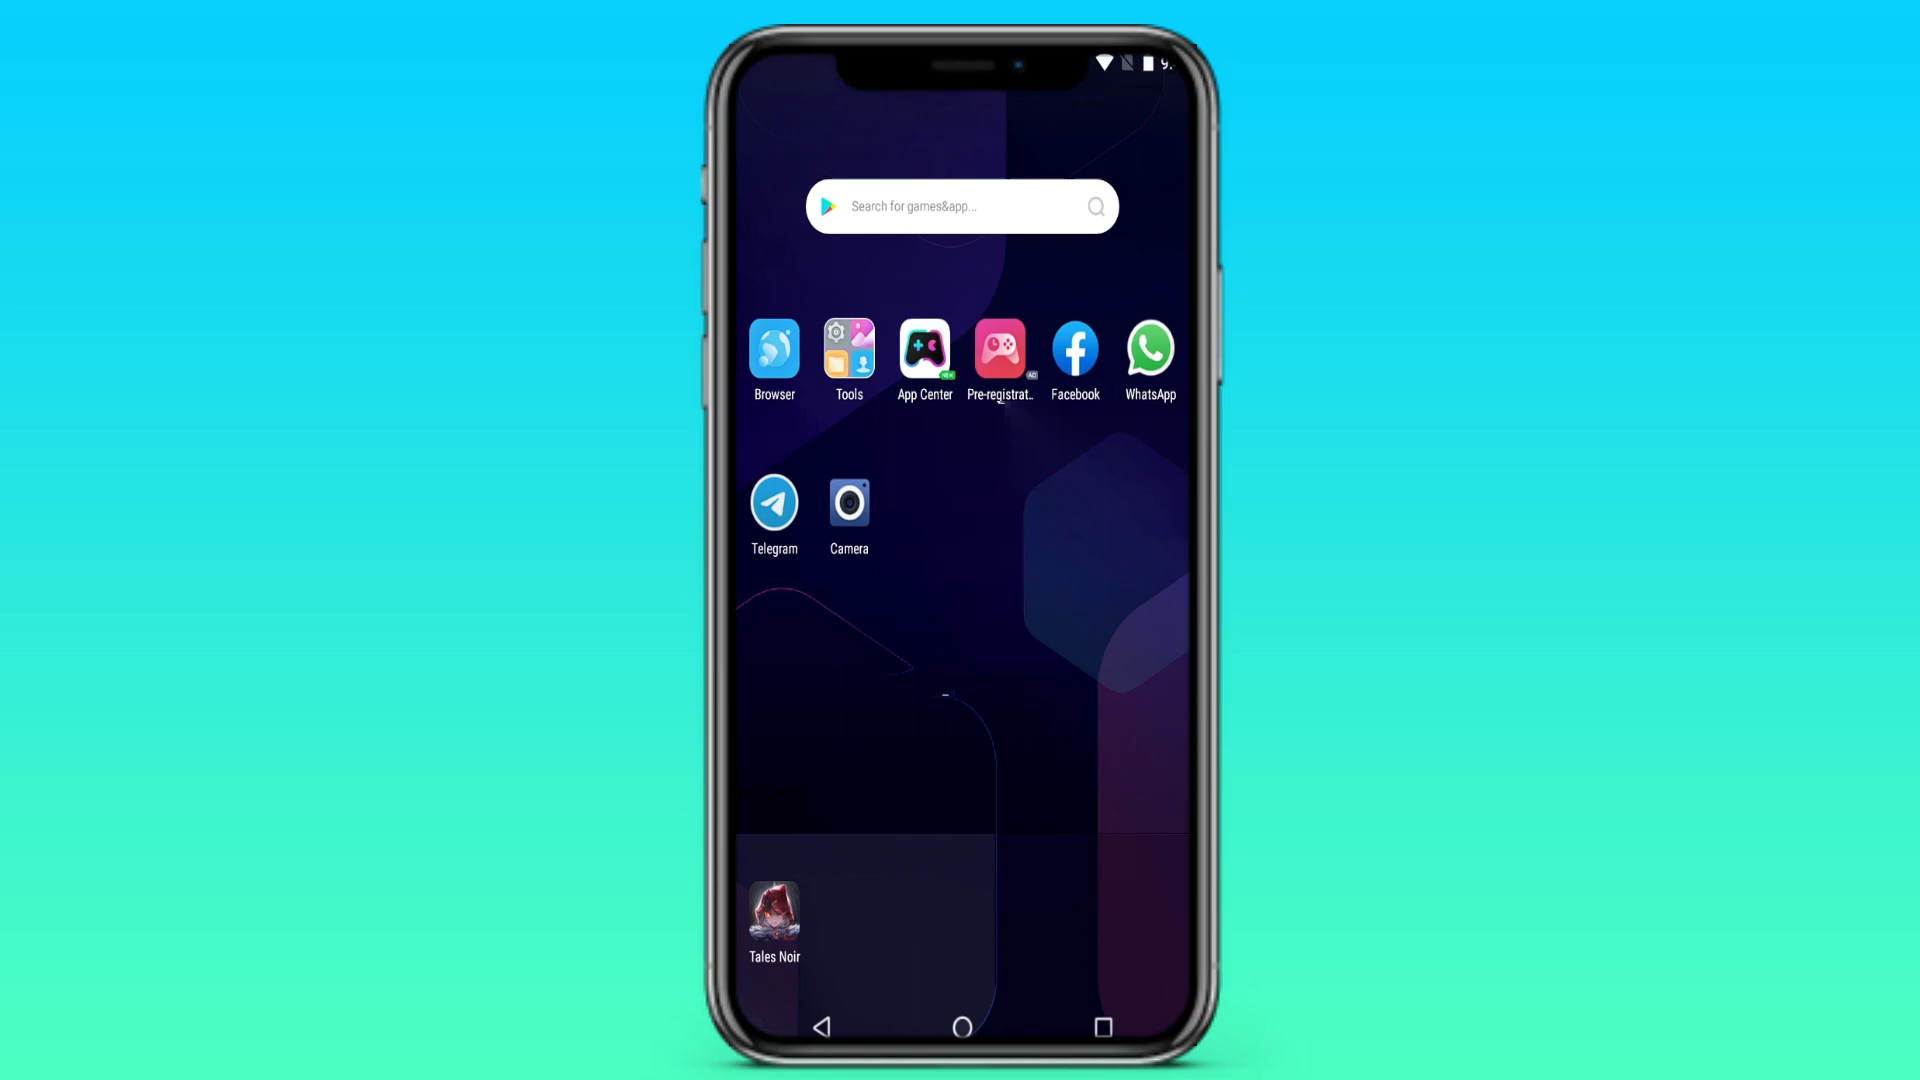 Search for games&app...
Browser
Tools
App Center
Pre-registrat..
Facebook
WhatsApp
Telegram
Camera
Tales Noir